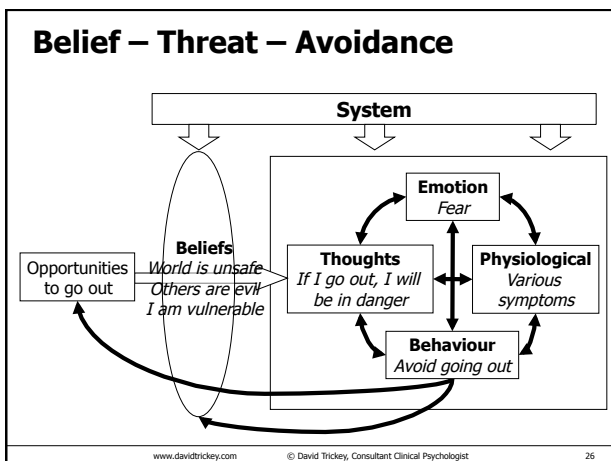 Belief – Threat – Avoidance
System
Emotion
Fear
Beliefs
World is unsafe
Others are evil
I am vulnerable
Opportunities
to go out
Thoughts
If I go out, I will
be in danger
Physiological
Various
symptoms
Behaviour
Avoid going out
www.davidtrickey.com
© David Trickey, Consultant Clinical Psychologist
26